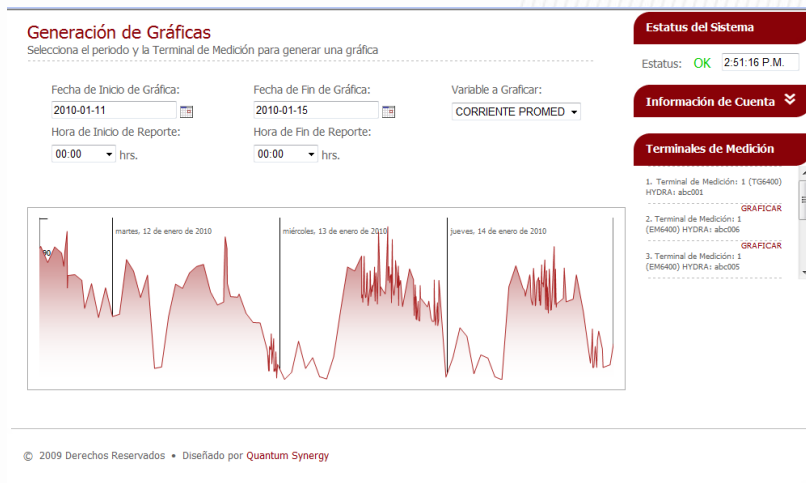 Generación de Gráficas
Selecciona el periodo y la Terminal de Medición para generar una gráfica
Fecha de Inicio de Gráfica:
2010-01-11
Hora de Inicio de Reporte:
00:00 hrs.
Fecha de Fin de Gráfica:
2010-01-15
Hora de Fin de Reporte:
00:00 hrs.
Variable a Graficar:
CORRIENTE PROMED
90
martes, 12 de enero de 2010
miércoles, 13 de enero de 2010
jueves, 14 de enero de 2010
Estatus del Sistema
Estatus: OK 2:51:16 P.M.
Información de Cuenta
Terminales de Medición
1. Terminal de Medición: 1 (TG6400)
HYDRA: abc001
GRAFICAR
2. Terminal de Medición: 1
(EM6400) HYDRA: abc006
GRAFICAR
3. Terminal de Medición: 1
(EM6400) HYDRA: abc005
© 2009 Derechos Reservados • Diseñado por Quantum Synergy